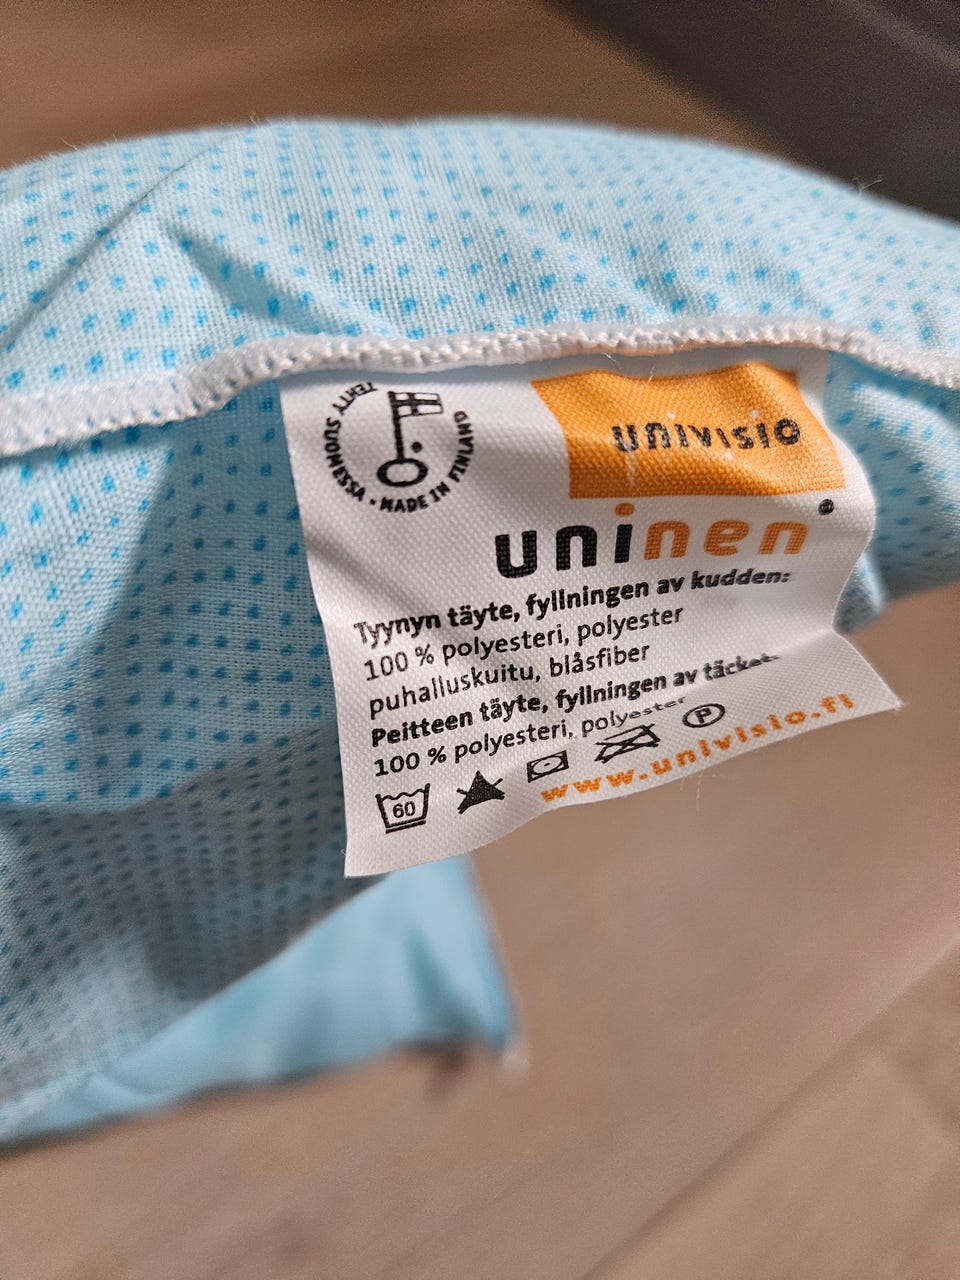 TEHTY SUOMESSA • MADE IN FINLAND
univisio
uninen®
Tyynyn täyte, fyllningen av kudden:
100 % polyesteri, polyester
puhalluskuitu, blåsfiber
Peitteen täyte, fyllningen av täcket
100 % polyesteri, polyester
60
P
www.univisio.fi